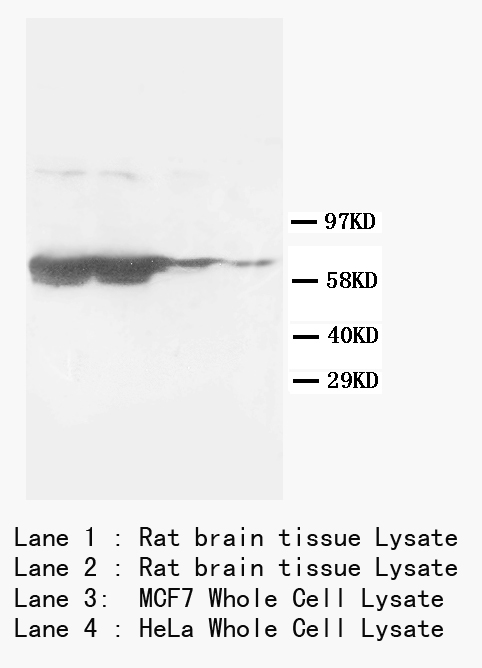 97KD
58KD
40KD
29KD
Lane 1 : Rat brain tissue Lysate
Lane 2 : Rat brain tissue Lysate
Lane 3:  MCF7 Whole Cell Lysate
Lane 4 : HeLa Whole Cell Lysate